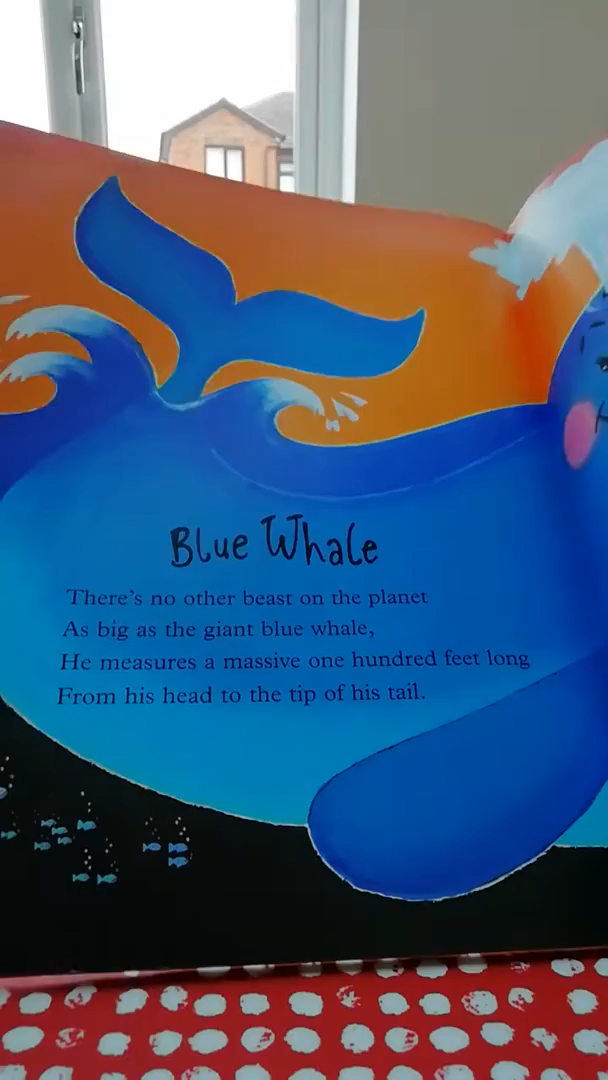 Blue Whale
There's no other beast on the planet
As big as the giant blue whale,
He measures a massive one hundred feet long
From his head to the tip of his tail.